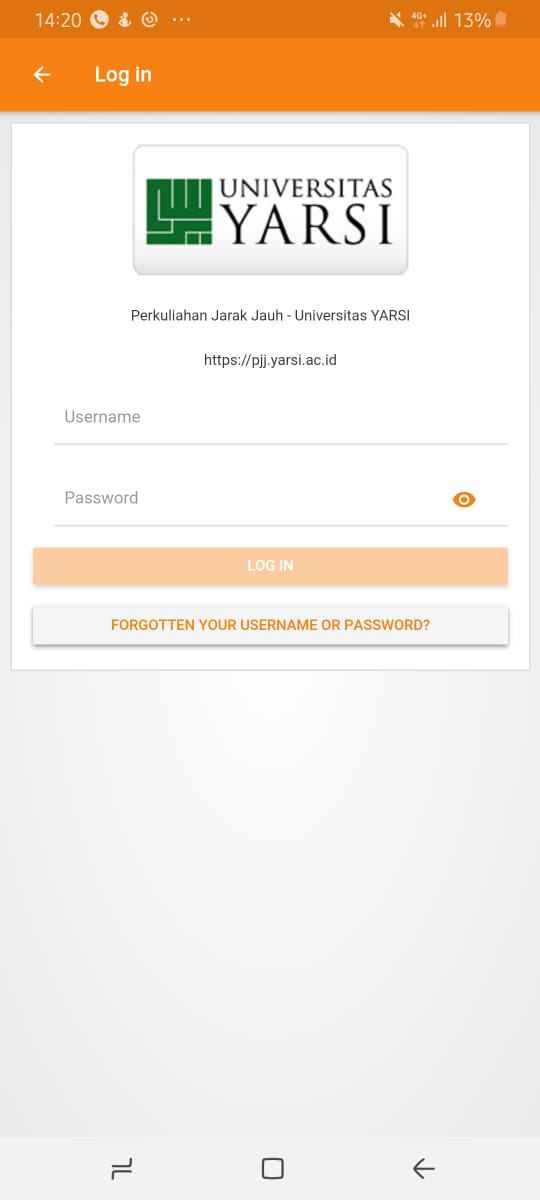 14:20 4G+ 13%
Log in
UNIVERSITAS
YARSI
Perkuliahan Jarak Jauh - Universitas YARSI
https://pjj.yarsi.ac.id
Username
Password
LOG IN
FORGOTTEN YOUR USERNAME OR PASSWORD?